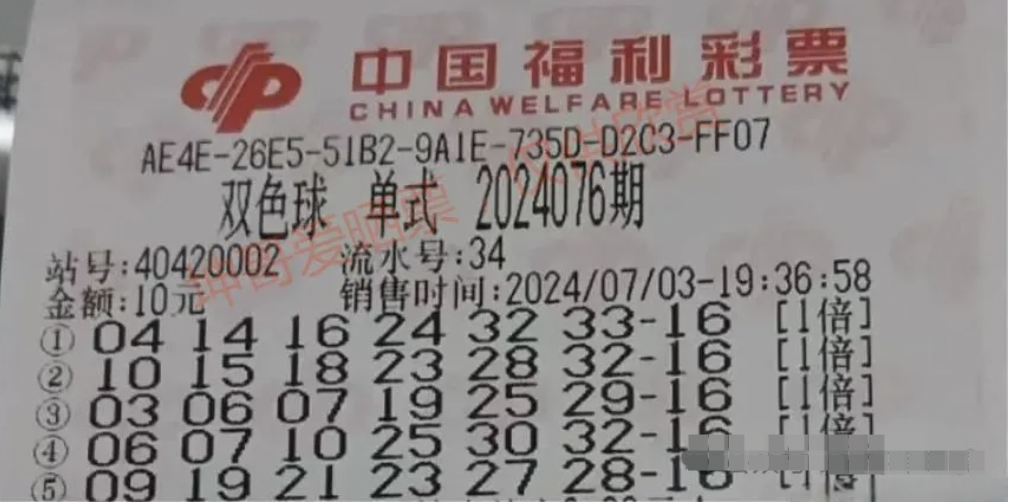 中国福利彩票
CHINA WELFARE LOTTERY
AE4E-26E5-51B2-9A1E-735D-D2C3-FF07
双色球 单式 2024076期
站号:40420002 流水号:34
金额:10元 销售时间:2024/07/03-19:36:58
① 04 14 16 24 32 33-16 [1倍]
② 10 15 18 23 28 32-16 [1倍]
③ 03 06 07 19 25 29-16 [1倍]
④ 06 07 10 25 30 32-16 [1倍]
⑤ 09 19 21 23 27 28-16